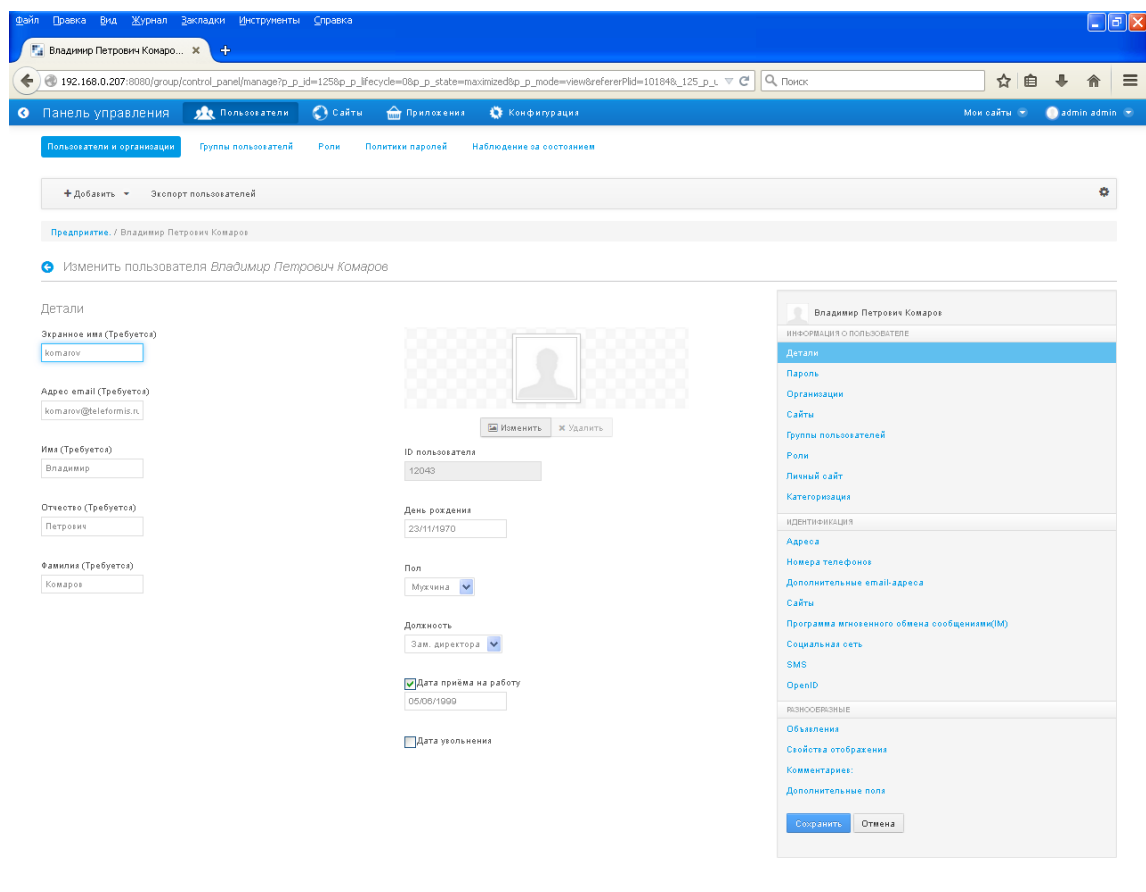 Файл Правка Вид Журнал Закладки Инструменты Справка
Владимир Петрович Комаро...
192.168.0.207:8080/group/control_panel/manage?p_p_id=125&p_p_lifecycle=0&p_p_state=maximized&p_p_mode=view&refererPlid=10184&_125_p_u Поиск
Панель управления Пользователи Сайты Приложения Конфигурация Мои сайты admin admin
Пользователи и организации Группы пользователй Роли Политики паролей Наблюдение за состоянием
Добавить Экспорт пользователей
Предприятие. / Владимир Петрович Комаров
Изменить пользователя Владимир Петрович Комаров
Детали
Экранное имя (Требуется)
komarov
Адрес email (Требуется)
komarov@teleformis.ru
Имя (Требуется)
Владимир
Отчество (Требуется)
Петрович
Фамилия (Требуется)
Комаров
Изменить Удалить
ID пользователя
12043
День рождения
23/11/1970
Пол
Мужчина
Должность
Зам. директора
Дата приёма на работу
05/06/1999
Дата увольнения
Владимир Петрович Комаров
ИНФОРМАЦИЯ О ПОЛЬЗОВАТЕЛЕ
Детали
Пароль
Организации
Сайты
Группы пользователей
Роли
Личный сайт
Категоризация
ИДЕНТИФИКАЦИЯ
Адреса
Номера телефонов
Дополнительные email-адреса
Сайты
Программа мгновенного обмена сообщениями(IM)
Социальная сеть
SMS
OpenID
РАЗНООБРАЗНЫЕ
Объявления
Свойства отображения
Комментариев:
Дополнительные поля
Сохранить Отмена